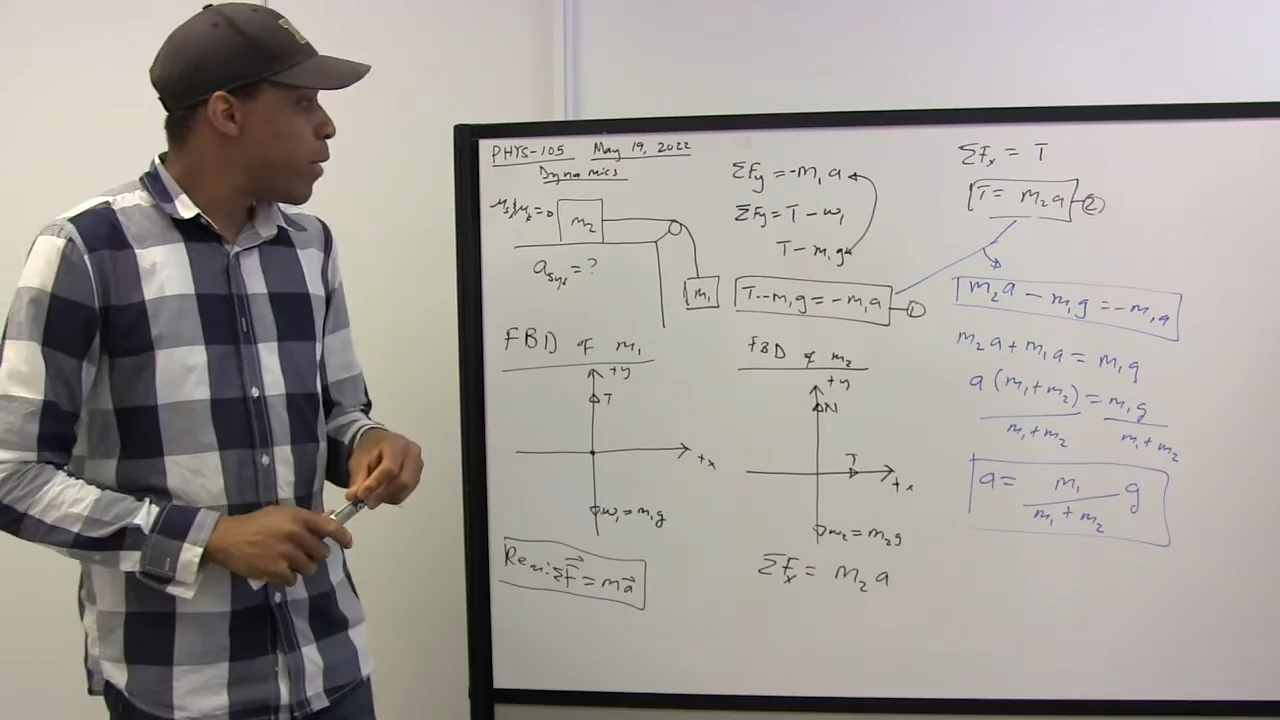 PHYS-105 May 19, 2022
Dynamics
μs, μk = 0
m₂
a_sys = ?
m₁
ΣFy = -m₁a
ΣFy = T - w₁
T - m₁g
T - m₁g = -m₁a ①
FBD of m₁
+y
T
+x
w₁ = m₁g
Rem: ΣF⃗ = ma⃗
FBD of m₂
+y
N
T
+x
w₂ = m₂g
ΣFx = m₂a
ΣFx = T
T = m₂a ②
m₂a - m₁g = -m₁a
m₂a + m₁a = m₁g
a(m₁+m₂) = m₁g
m₁+m₂ m₁+m₂
a = m₁ g
m₁+m₂